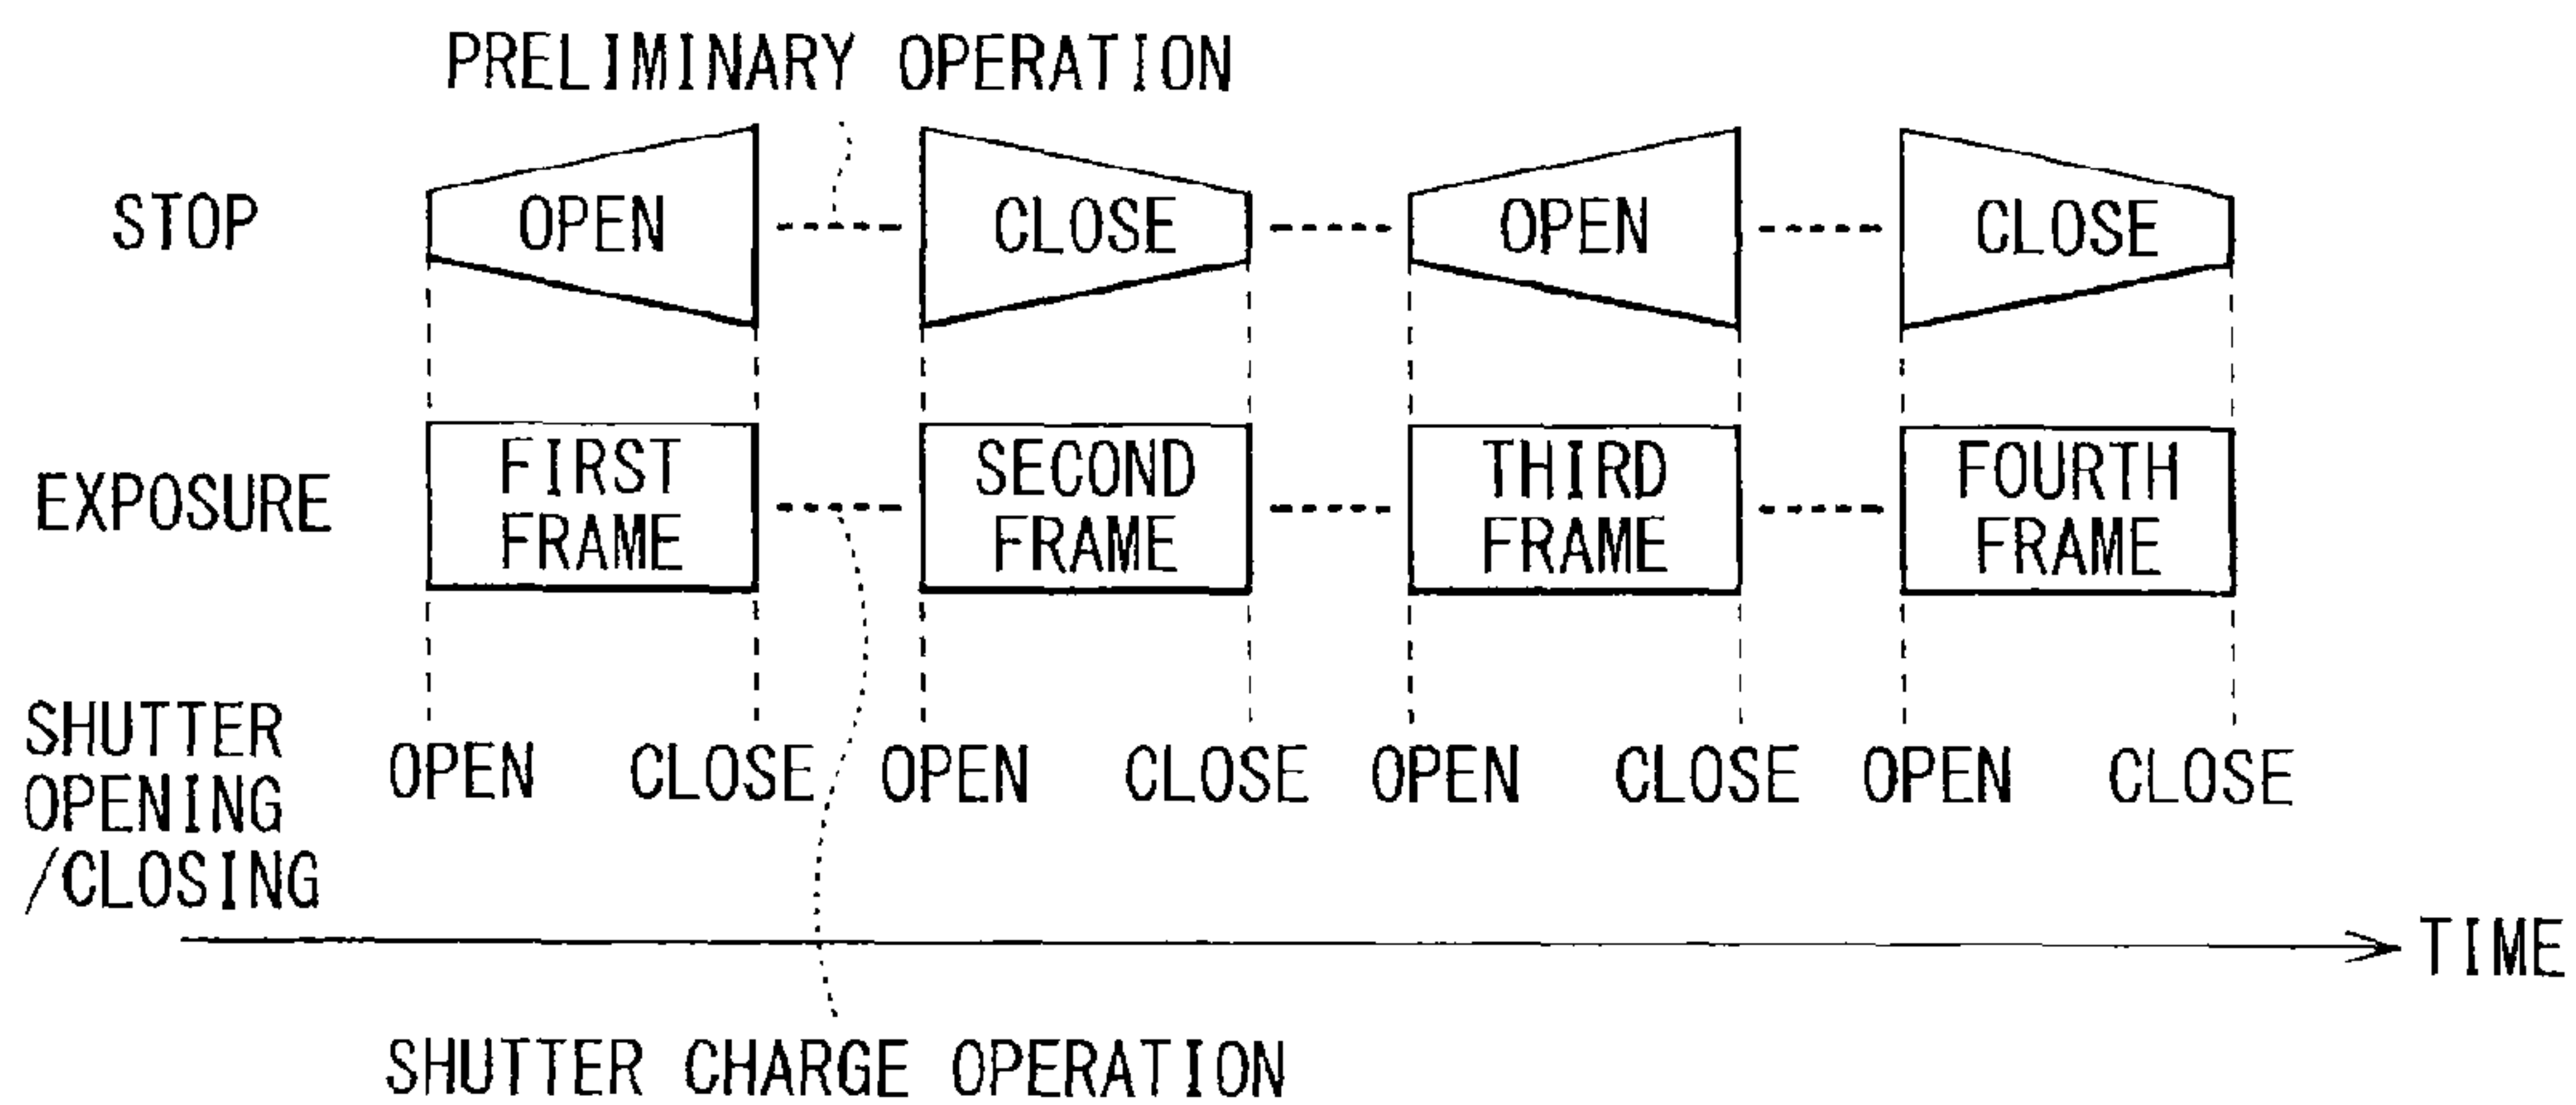 PRELIMINARY OPERATION
STOP
OPEN
CLOSE
OPEN
CLOSE
EXPOSURE
FIRST
FRAME
SECOND
FRAME
THIRD
FRAME
FOURTH
FRAME
SHUTTER
OPENING
/CLOSING
OPEN
CLOSE
OPEN
CLOSE
OPEN
CLOSE
OPEN
CLOSE
TIME
SHUTTER CHARGE OPERATION